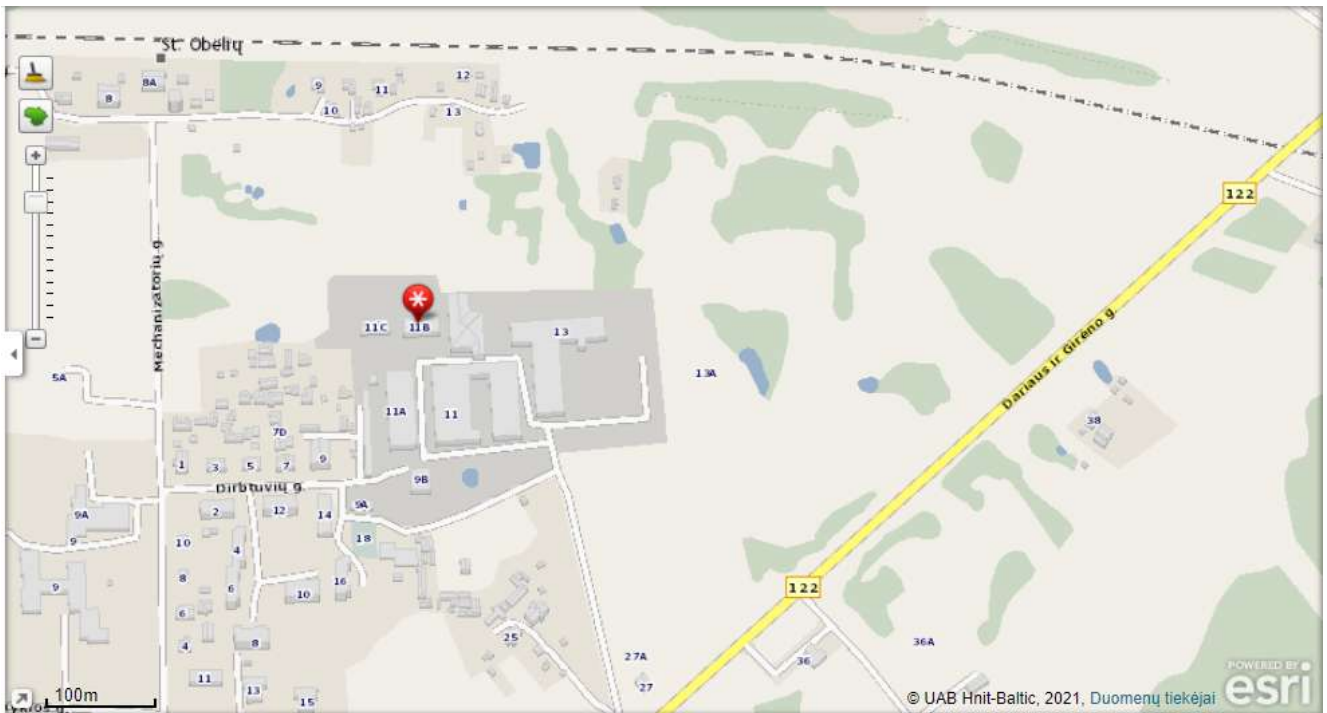 St. Obelių
8A
8
9
10
11
12
13
122
Mechanizatorių g.
11C
11B
13
5A
11A
11
13A
Dariaus ir Girėno g.
38
7D
1
3
5
7
9
9B
Dirbtuvių g.
9A
9A
2
12
14
18
9
10
4
8
6
16
9
10
6
4
8
25
122
36A
36
27A
27
11
13
15
100m
© UAB Hnit-Baltic, 2021, Duomenų tiekėjai
POWERED BY
esri